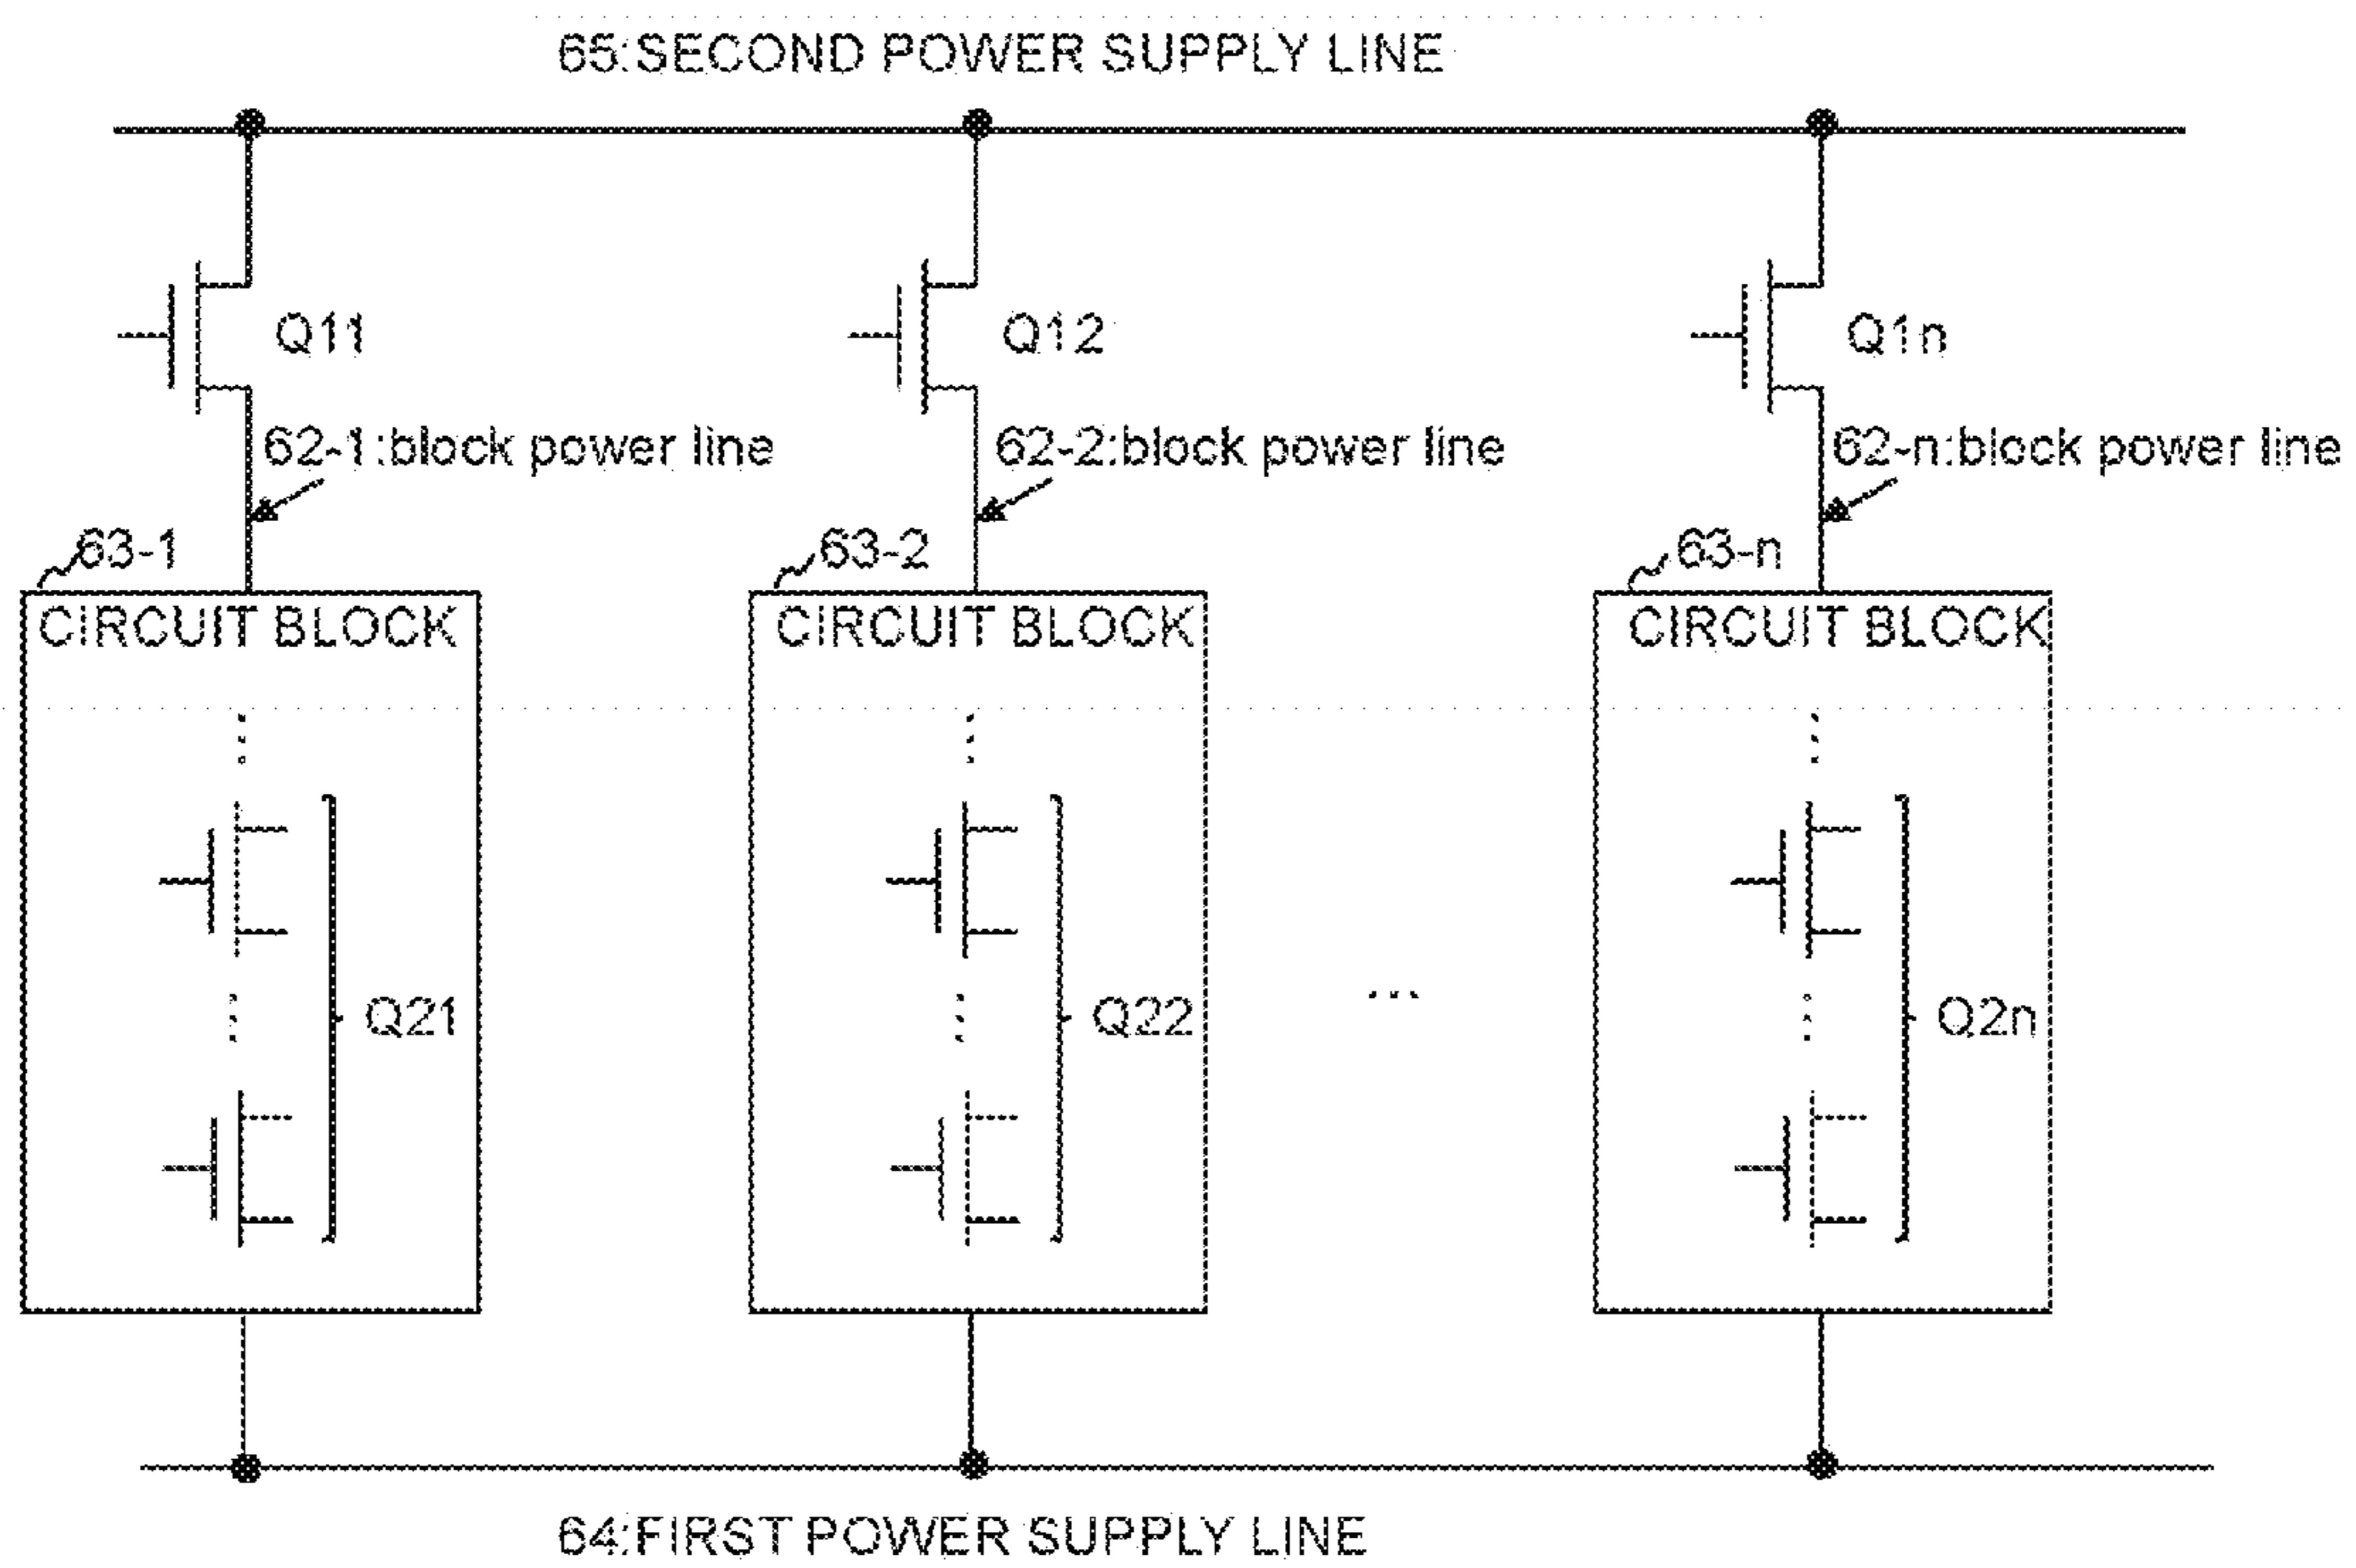 65:SECOND POWER SUPPLY LINE
Q11 Q12 Q1n
62-1:block power line 62-2:block power line 62-n:block power line
63-1 63-2 63-n
CIRCUIT BLOCK CIRCUIT BLOCK CIRCUIT BLOCK
Q21 Q22 ... Q2n
64:FIRST POWER SUPPLY LINE